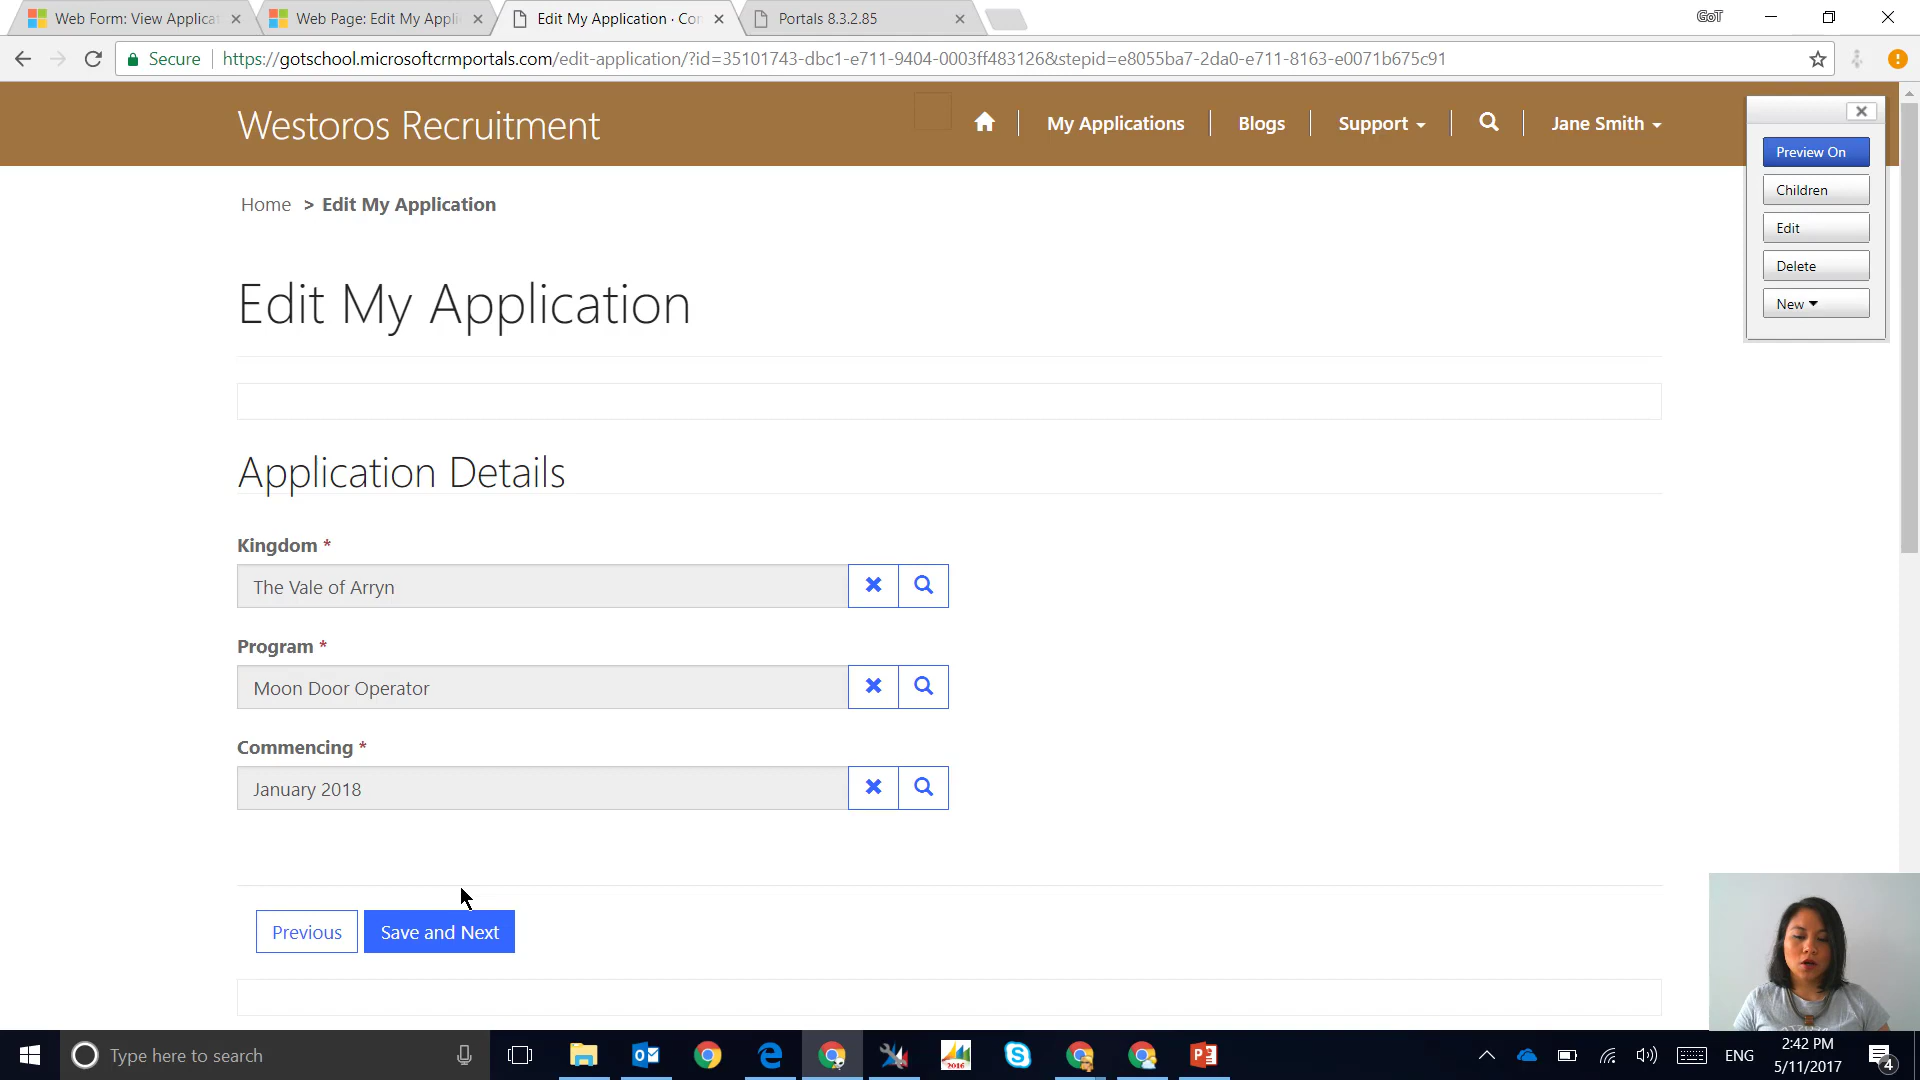 Web Form: View Applicat
Web Page: Edit My Appli
Edit My Application · Co
Portals 8.3.2.85
GoT
Secure
https://gotschool.microsoftcrmportals.com/edit-application/?id=35101743-dbc1-e711-9404-0003ff483126&stepid=e8055ba7-2da0-e711-8163-e0071b675c91
Westoros Recruitment
My Applications
Blogs
Support
Jane Smith
Preview On
Children
Edit
Delete
New
Home > Edit My Application
Edit My Application
Application Details
Kingdom *
The Vale of Arryn
Program *
Moon Door Operator
Commencing *
January 2018
Previous
Save and Next
Type here to search
2016
ENG
2:42 PM
5/11/2017
4